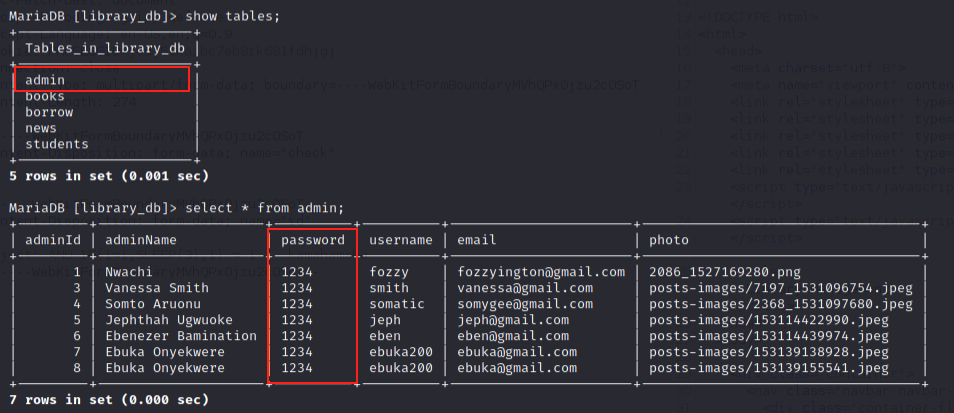 MariaDB [library_db]> show tables;
+----------------------+
| Tables_in_library_db |
+----------------------+
| admin |
| books |
| borrow |
| news |
| students |
+----------------------+
5 rows in set (0.001 sec)
MariaDB [library_db]> select * from admin;
| adminId | adminName | password | username | email | photo |
| 1 | Nwachi | 1234 | fozzy | fozzyington@gmail.com | 2086_1527169280.png |
| 3 | Vanessa Smith | 1234 | smith | vanessa@gmail.com | posts-images/7197_1531096754.jpeg |
| 4 | Somto Aruonu | 1234 | somatic | somygee@gmail.com | posts-images/2368_1531097680.jpeg |
| 5 | Jephthah Ugwuoke | 1234 | jeph | jeph@gmail.com | posts-images/153114422990.jpeg |
| 6 | Ebenezer Bamination | 1234 | eben | eben@gmail.com | posts-images/153114439974.jpeg |
| 7 | Ebuka Onyekwere | 1234 | ebuka200 | ebuka@gmail.com | posts-images/153139138928.jpeg |
| 8 | Ebuka Onyekwere | 1234 | ebuka200 | ebuka@gmail.com | posts-images/153139155541.jpeg |
7 rows in set (0.000 sec)